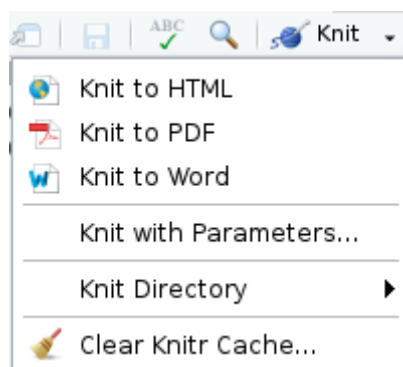 ABC
Knit
Knit to HTML
Knit to PDF
Knit to Word
Knit with Parameters...
Knit Directory
Clear Knitr Cache...